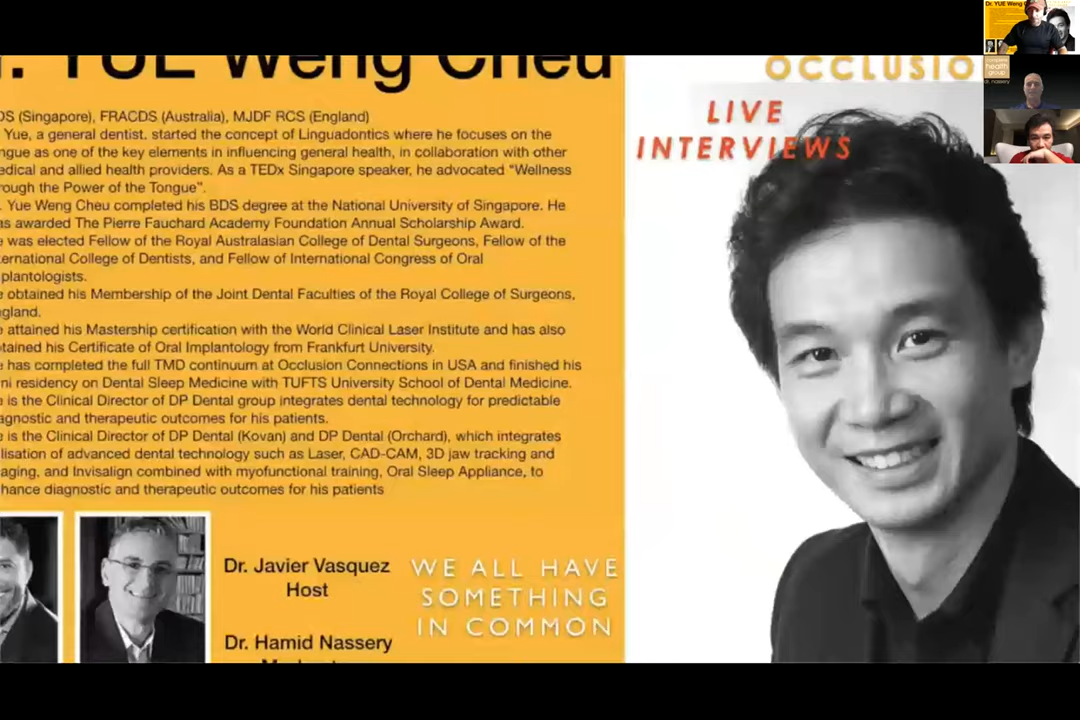 Dr. YUE Weng Cheu
DS (Singapore), FRACDS (Australia), MJDF RCS (England)
Yue, a general dentist, started the concept of Linguadontics where he focuses on the
ngue as one of the key elements in influencing general health, in collaboration with other
edical and allied health providers. As a TEDx Singapore speaker, he advocated "Wellness
rough the Power of the Tongue".
. Yue Weng Cheu completed his BDS degree at the National University of Singapore. He
as awarded The Pierre Fauchard Academy Foundation Annual Scholarship Award.
e was elected Fellow of the Royal Australasian College of Dental Surgeons, Fellow of the
ternational College of Dentists, and Fellow of International Congress of Oral
plantologists.
e obtained his Membership of the Joint Dental Faculties of the Royal College of Surgeons,
gland.
e attained his Mastership certification with the World Clinical Laser Institute and has also
tained his Certificate of Oral Implantology from Frankfurt University.
e has completed the full TMD continuum at Occlusion Connections in USA and finished his
ni residency on Dental Sleep Medicine with TUFTS University School of Dental Medicine.
e is the Clinical Director of DP Dental group integrates dental technology for predictable
agnostic and therapeutic outcomes for his patients.
e is the Clinical Director of DP Dental (Kovan) and DP Dental (Orchard), which integrates
ilisation of advanced dental technology such as Laser, CAD-CAM, 3D jaw tracking and
aging, and Invisalign combined with myofunctional training, Oral Sleep Appliance, to
hance diagnostic and therapeutic outcomes for his patients
Dr. Javier Vasquez
Host
Dr. Hamid Nassery
WE ALL HAVE
SOMETHING
IN COMMON
OCCLUSIO
LIVE
INTERVIEWS
Dr. YUE Weng
health
group
dr. nassery